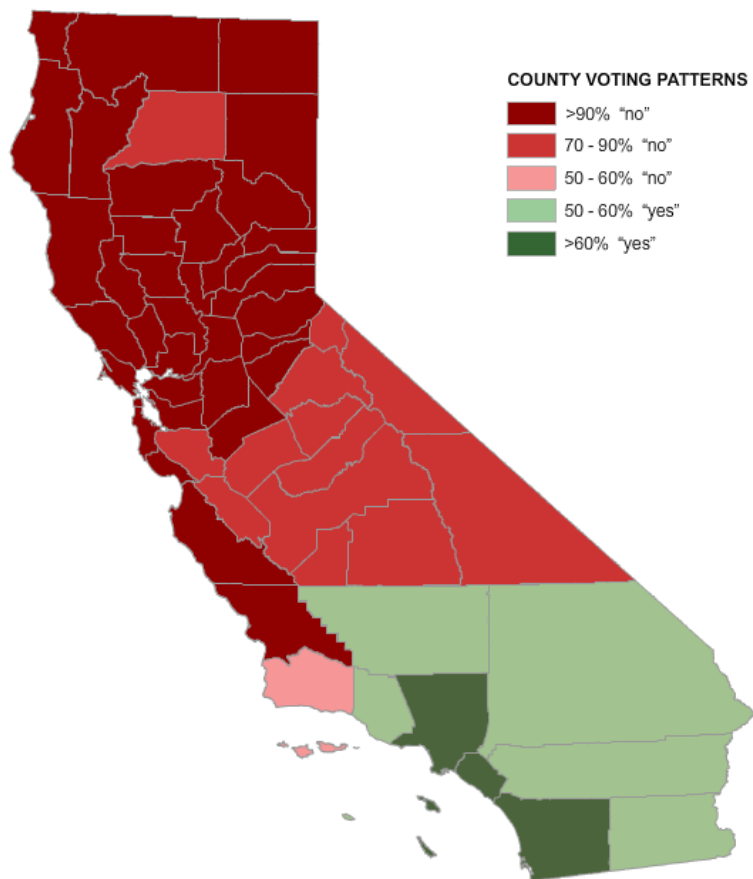 COUNTY VOTING PATTERNS
>90% “no”
70 - 90% “no”
50 - 60% “no”
50 - 60% “yes”
>60% “yes”